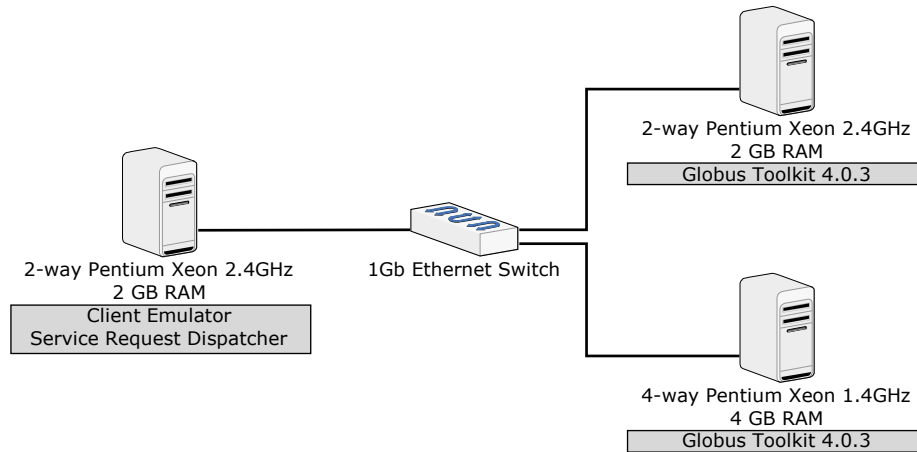 2-way Pentium Xeon 2.4GHz
2 GB RAM
Globus Toolkit 4.0.3
2-way Pentium Xeon 2.4GHz
2 GB RAM
Client Emulator
Service Request Dispatcher
1Gb Ethernet Switch
4-way Pentium Xeon 1.4GHz
4 GB RAM
Globus Toolkit 4.0.3